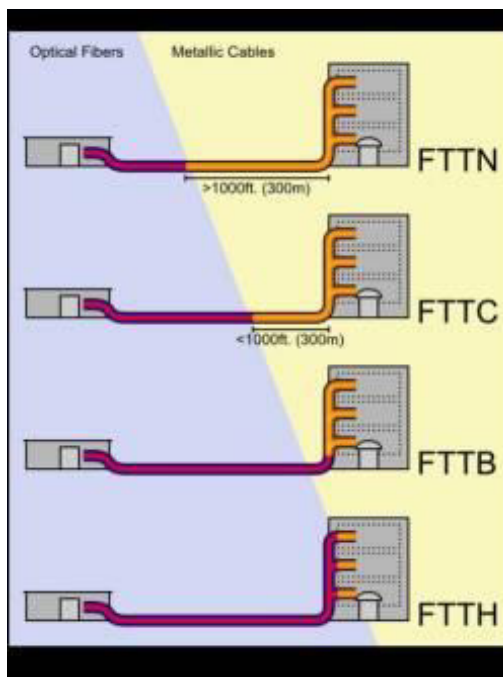 Optical Fibers Metallic Cables
FTTN
>1000ft. (300m)
FTTC
<1000ft. (300m)
FTTB
FTTH